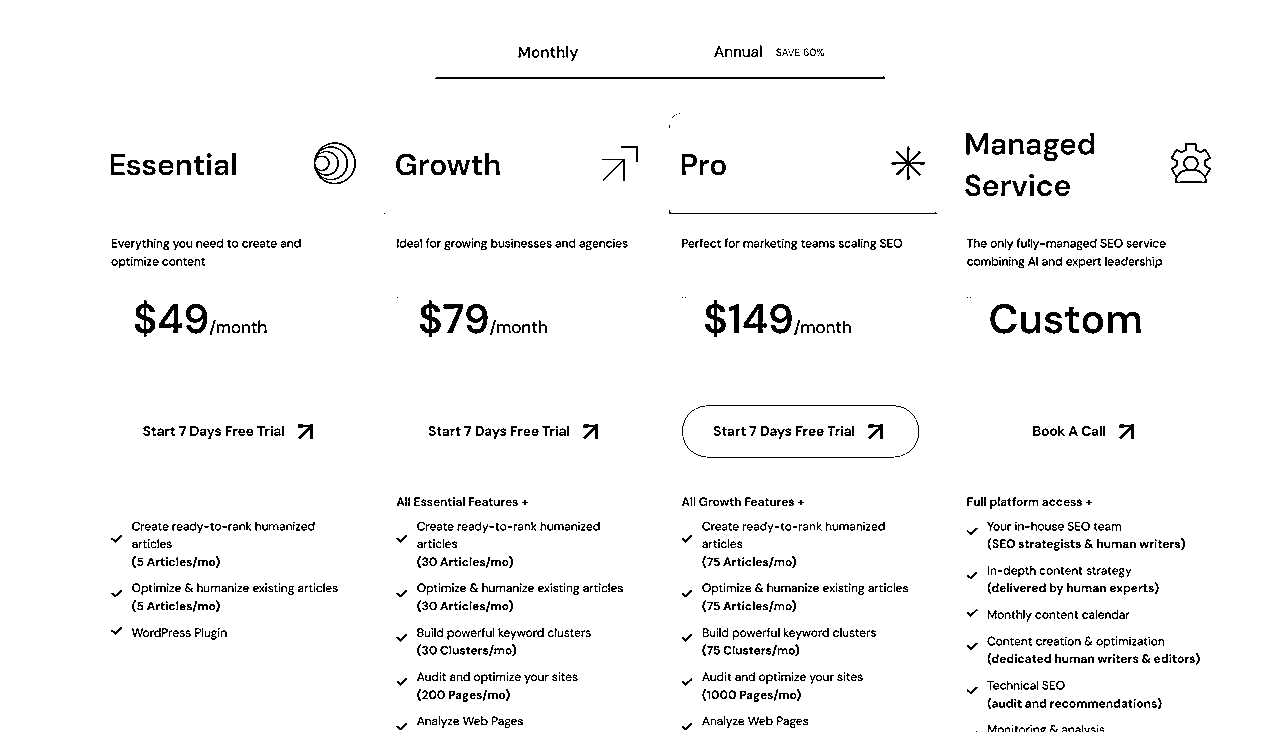 Monthly
Annual SAVE 60%
Essential
Everything you need to create and
optimize content
$49/month
Start 7 Days Free Trial
Create ready-to-rank humanized
articles
(5 Articles/mo)
Optimize & humanize existing articles
(5 Articles/mo)
WordPress Plugin
Growth
Ideal for growing businesses and agencies
$79/month
Start 7 Days Free Trial
All Essential Features +
Create ready-to-rank humanized
articles
(30 Articles/mo)
Optimize & humanize existing articles
(30 Articles/mo)
Build powerful keyword clusters
(30 Clusters/mo)
Audit and optimize your sites
(200 Pages/mo)
Analyze Web Pages
Pro
Perfect for marketing teams scaling SEO
$149/month
Start 7 Days Free Trial
All Growth Features +
Create ready-to-rank humanized
articles
(75 Articles/mo)
Optimize & humanize existing articles
(75 Articles/mo)
Build powerful keyword clusters
(75 Clusters/mo)
Audit and optimize your sites
(1000 Pages/mo)
Analyze Web Pages
Managed
Service
The only fully-managed SEO service
combining AI and expert leadership
Custom
Book A Call
Full platform access +
Your in-house SEO team
(SEO strategists & human writers)
In-depth content strategy
(delivered by human experts)
Monthly content calendar
Content creation & optimization
(dedicated human writers & editors)
Technical SEO
(audit and recommendations)
Monitoring & analysis